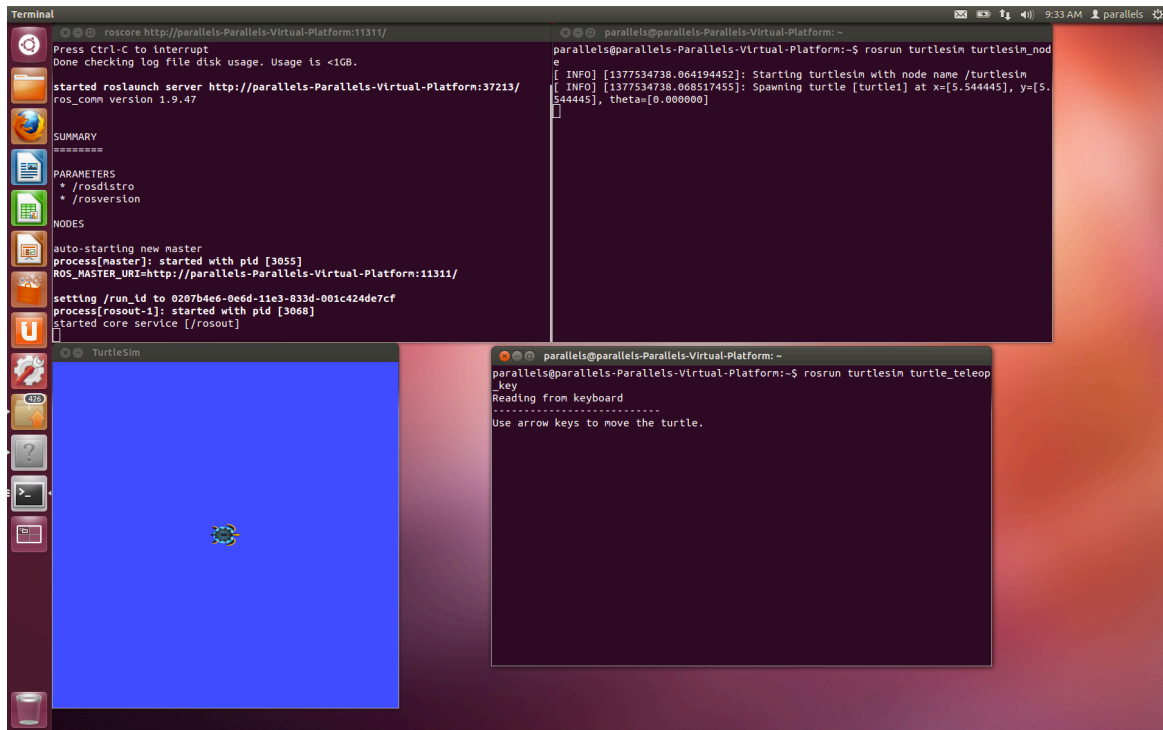 Terminal
9:33 AM parallels
roscore http://parallels-Parallels-Virtual-Platform:11311/
Press Ctrl-C to interrupt
Done checking log file disk usage. Usage is <1GB.
started roslaunch server http://parallels-Parallels-Virtual-Platform:37213/
ros_comm version 1.9.47
SUMMARY
========
PARAMETERS
* /rosdistro
* /rosversion
NODES
auto-starting new master
process[master]: started with pid [3055]
ROS_MASTER_URI=http://parallels-Parallels-Virtual-Platform:11311/
setting /run_id to 0207b4e6-0e6d-11e3-833d-001c424de7cf
process[rosout-1]: started with pid [3068]
started core service [/rosout]
parallels@parallels-Parallels-Virtual-Platform: ~
parallels@parallels-Parallels-Virtual-Platform:~$ rosrun turtlesim turtlesim_nod
e
[ INFO] [1377534738.064194452]: Starting turtlesim with node name /turtlesim
[ INFO] [1377534738.068517455]: Spawning turtle [turtle1] at x=[5.544445], y=[5.
544445], theta=[0.000000]
TurtleSim
parallels@parallels-Parallels-Virtual-Platform: ~
parallels@parallels-Parallels-Virtual-Platform:~$ rosrun turtlesim turtle_teleop
_key
Reading from keyboard
---------------------------
Use arrow keys to move the turtle.
426